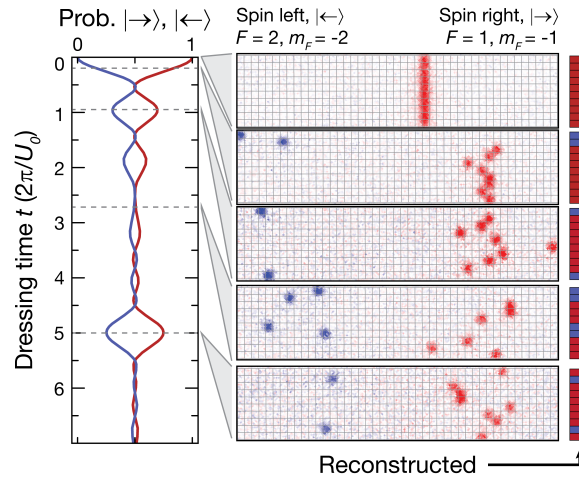 Prob. |→⟩, |←⟩
0 1
Dressing time t (2π/U₀)
0
1
2
3
4
5
6
Spin left, |←⟩
F = 2, m_F = -2
Spin right, |→⟩
F = 1, m_F = -1
Reconstructed